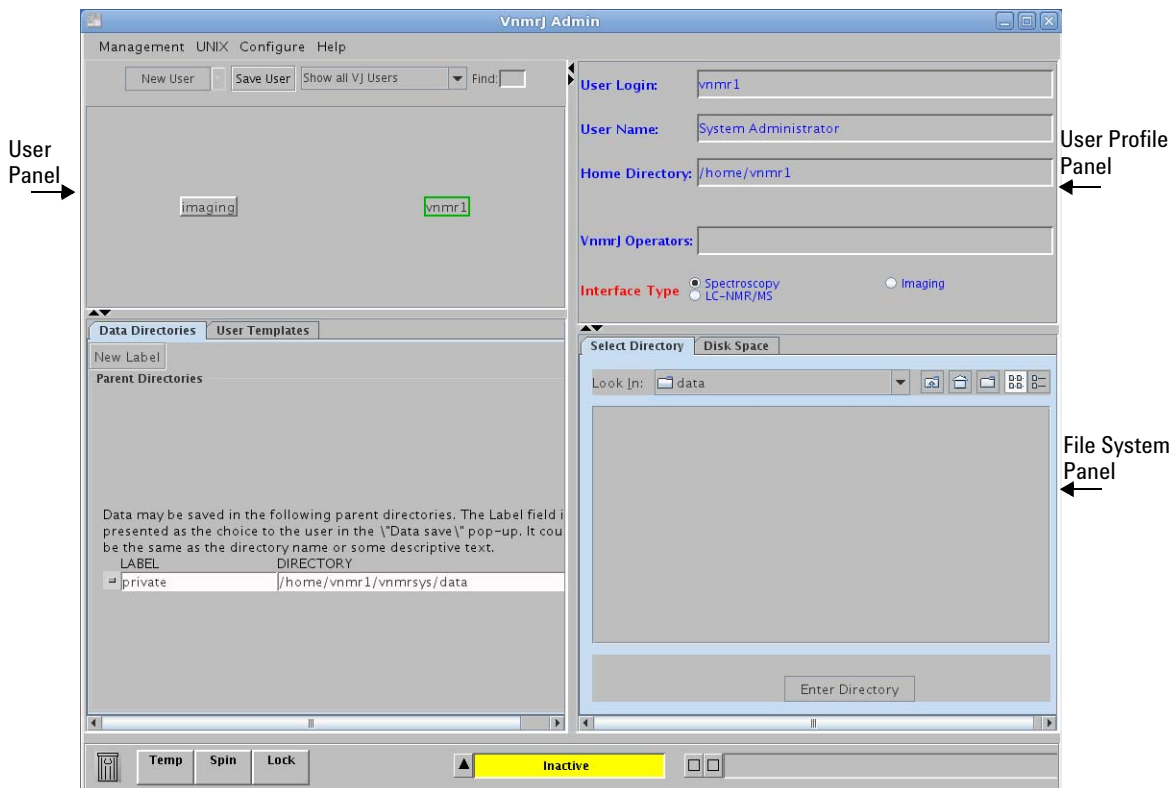 VnmrJ Admin
Management UNIX Configure Help
New User Save User Show all VJ Users Find:
User
Panel
imaging
vnmr1
User Login: vnmr1
User Name: System Administrator
Home Directory: /home/vnmr1
VnmrJ Operators:
Interface Type Spectroscopy Imaging
LC-NMR/MS
User Profile
Panel
Data Directories User Templates
New Label
Parent Directories
Data may be saved in the following parent directories. The Label field i
presented as the choice to the user in the \"Data save\" pop-up. It cou
be the same as the directory name or some descriptive text.
LABEL DIRECTORY
private /home/vnmr1/vnmrsys/data
Select Directory Disk Space
Look In: data
Enter Directory
File System
Panel
Temp Spin Lock
Inactive